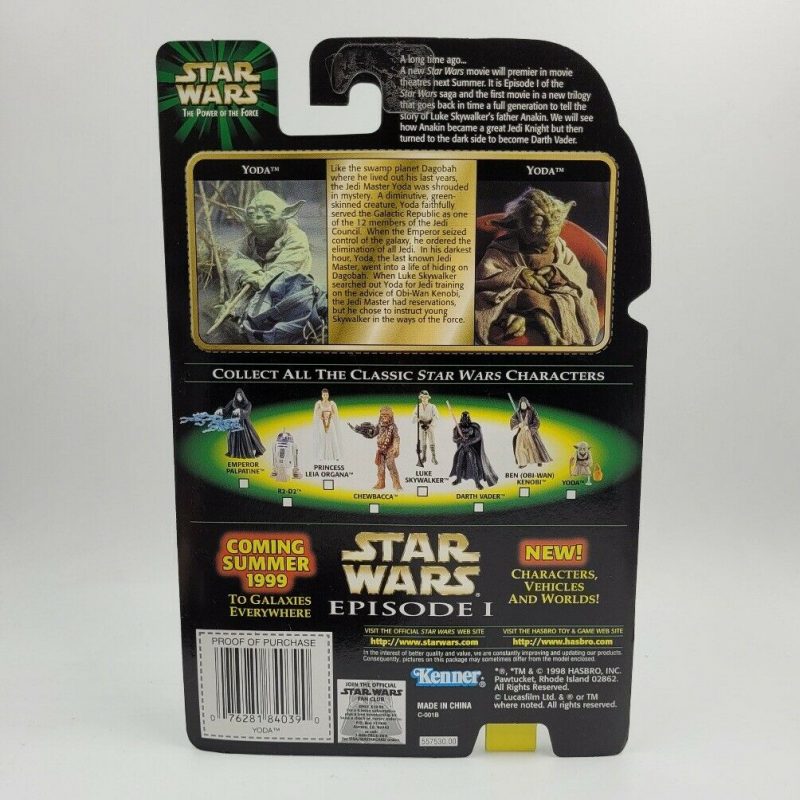 STAR
WARS
THE POWER OF THE FORCE
A long time ago...
A new Star Wars movie will premier in movie
theatres next Summer. It is Episode I of the
Star Wars saga and the first movie in a new trilogy
that goes back in time a full generation to tell the
story of Luke Skywalker's father Anakin. We will see
how Anakin became a great Jedi Knight but then
turned to the dark side to become Darth Vader.
YODA™
Like the swamp planet Dagobah
where he lived out his last years,
the Jedi Master Yoda was shrouded
in mystery. A diminutive, green-
skinned creature, Yoda faithfully
served the Galactic Republic as one
of the 12 members of the Jedi
Council. When the Emperor seized
control of the galaxy, he ordered the
elimination of all Jedi. In his darkest
hour, Yoda, the last known Jedi
Master, went into a life of hiding on
Dagobah. When Luke Skywalker
searched out Yoda for Jedi training
on the advice of Obi-Wan Kenobi,
the Jedi Master had reservations,
but he chose to instruct young
Skywalker in the ways of the Force.
YODA™
COLLECT ALL THE CLASSIC STAR WARS CHARACTERS
EMPEROR
PALPATINE™
R2-D2™
PRINCESS
LEIA ORGANA™
CHEWBACCA™
LUKE
SKYWALKER™
DARTH VADER™
BEN (OBI-WAN)
KENOBI™
YODA™
COMING
SUMMER
1999
TO GALAXIES
EVERYWHERE
STAR
WARS®
EPISODE I
NEW!
CHARACTERS,
VEHICLES
AND WORLDS!
VISIT THE OFFICIAL STAR WARS WEB SITE
http://www.starwars.com
VISIT THE HASBRO TOY & GAME WEB SITE
http://www.hasbro.com
In the interest of better quality and value, we are constantly improving and updating our products.
Consequently, pictures on this package may sometimes differ from the model enclosed.
PROOF OF PURCHASE
0 76281 84039 0
YODA™
JOIN THE OFFICIAL
STAR WARS
FAN CLUB
Kenner®
MADE IN CHINA
C-001B
557530.00
*®, *TM & © 1998 HASBRO, INC.
Pawtucket, Rhode Island 02862.
All Rights Reserved.
© Lucasfilm Ltd. & ® or TM
where noted. All rights reserved.